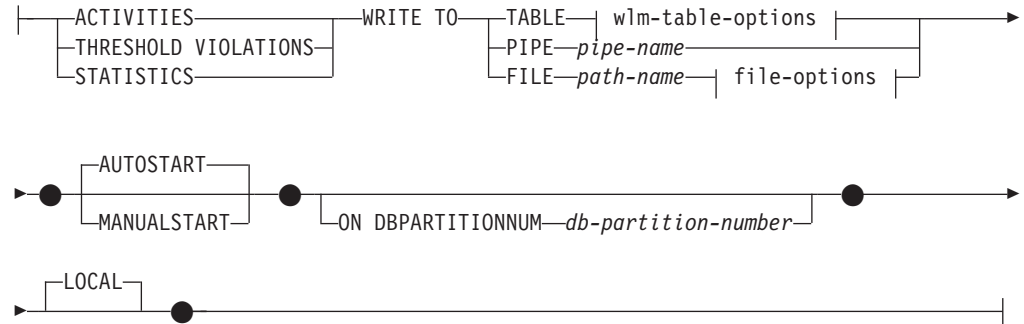 ACTIVITIES WRITE TO TABLE wlm-table-options
THRESHOLD VIOLATIONS PIPE pipe-name
STATISTICS FILE path-name file-options
AUTOSTART
MANUALSTART ON DBPARTITIONNUM db-partition-number
LOCAL